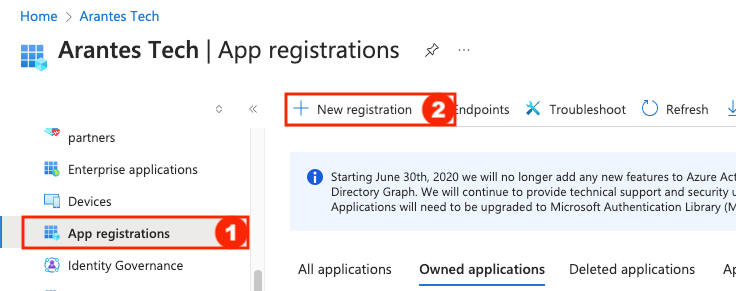 Home > Arantes Tech >
Arantes Tech | App registrations
partners
Enterprise applications
Devices
App registrations 1
Identity Governance
New registration 2 Endpoints Troubleshoot Refresh
Starting June 30th, 2020 we will no longer add any new features to Azure Act
Directory Graph. We will continue to provide technical support and security u
Applications will need to be upgraded to Microsoft Authentication Library (M
All applications Owned applications Deleted applications Ap